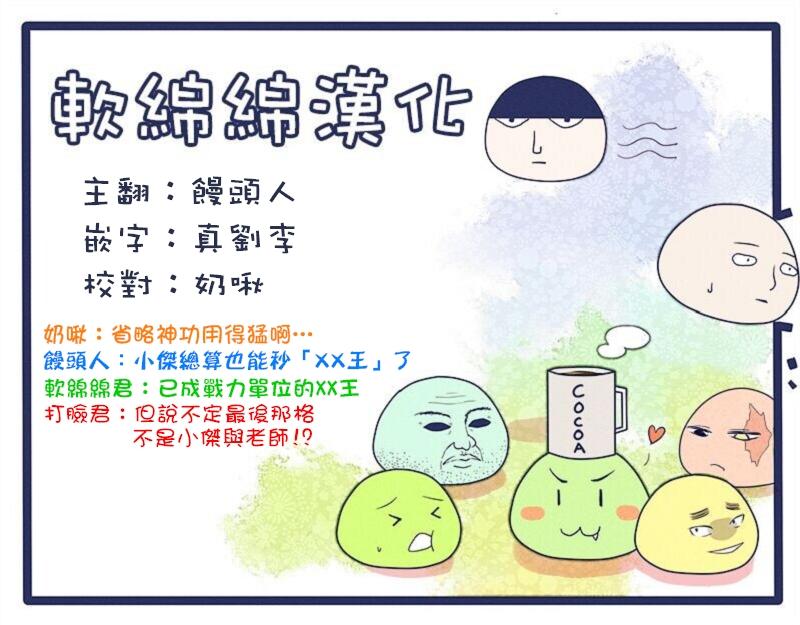 軟綿綿漢化
主翻：饅頭人
嵌字：真劉李
校對：奶啾
奶啾：省略神功用得猛啊…
饅頭人：小傑總算也能秒「XX王」了
軟綿綿君：已成戰力單位的XX王
打臉君：但說不定最後那格
不是小傑與老師!?
COCOA